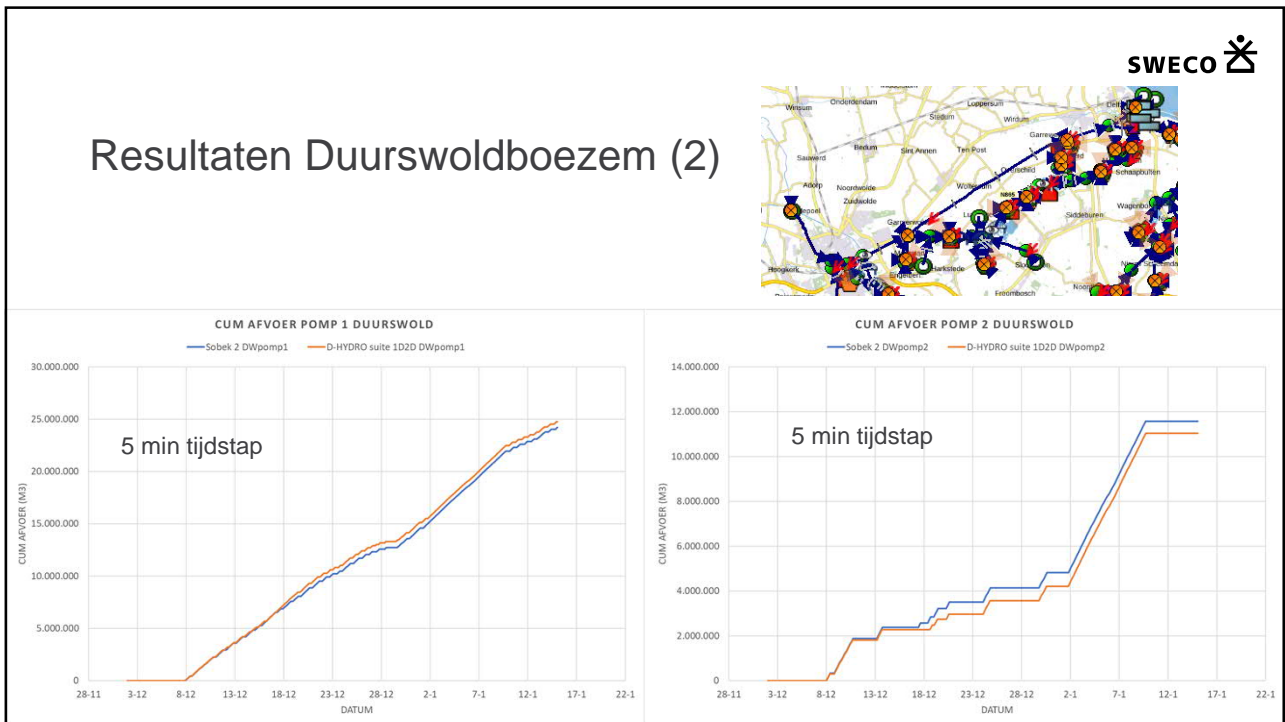 SWECO
Resultaten Duurswoldboezem (2)
Winsum
Onderdendam
Loppersum
Stedum
Wirdum
Bedum
Sint Annen
Ten Post
Sauwerd
Adorp
Noordwolde
Zuidwolde
N865
Siddeburen
Schaapbulten
Harkstede
Hoogkerk
Engelbert
Froombosch
CUM AFVOER POMP 1 DUURSWOLD
Sobek 2 DWpomp1 D-HYDRO suite 1D2D DWpomp1
5 min tijdstap
CUM AFVOER (M3)
30.000.000
25.000.000
20.000.000
15.000.000
10.000.000
5.000.000
0
28-11 3-12 8-12 13-12 18-12 23-12 28-12 2-1 7-1 12-1 17-1 22-1
DATUM
CUM AFVOER POMP 2 DUURSWOLD
Sobek 2 DWpomp2 D-HYDRO suite 1D2D DWpomp2
5 min tijdstap
CUM AFVOER (M3)
14.000.000
12.000.000
10.000.000
8.000.000
6.000.000
4.000.000
2.000.000
0
28-11 3-12 8-12 13-12 18-12 23-12 28-12 2-1 7-1 12-1 17-1 22-1
DATUM